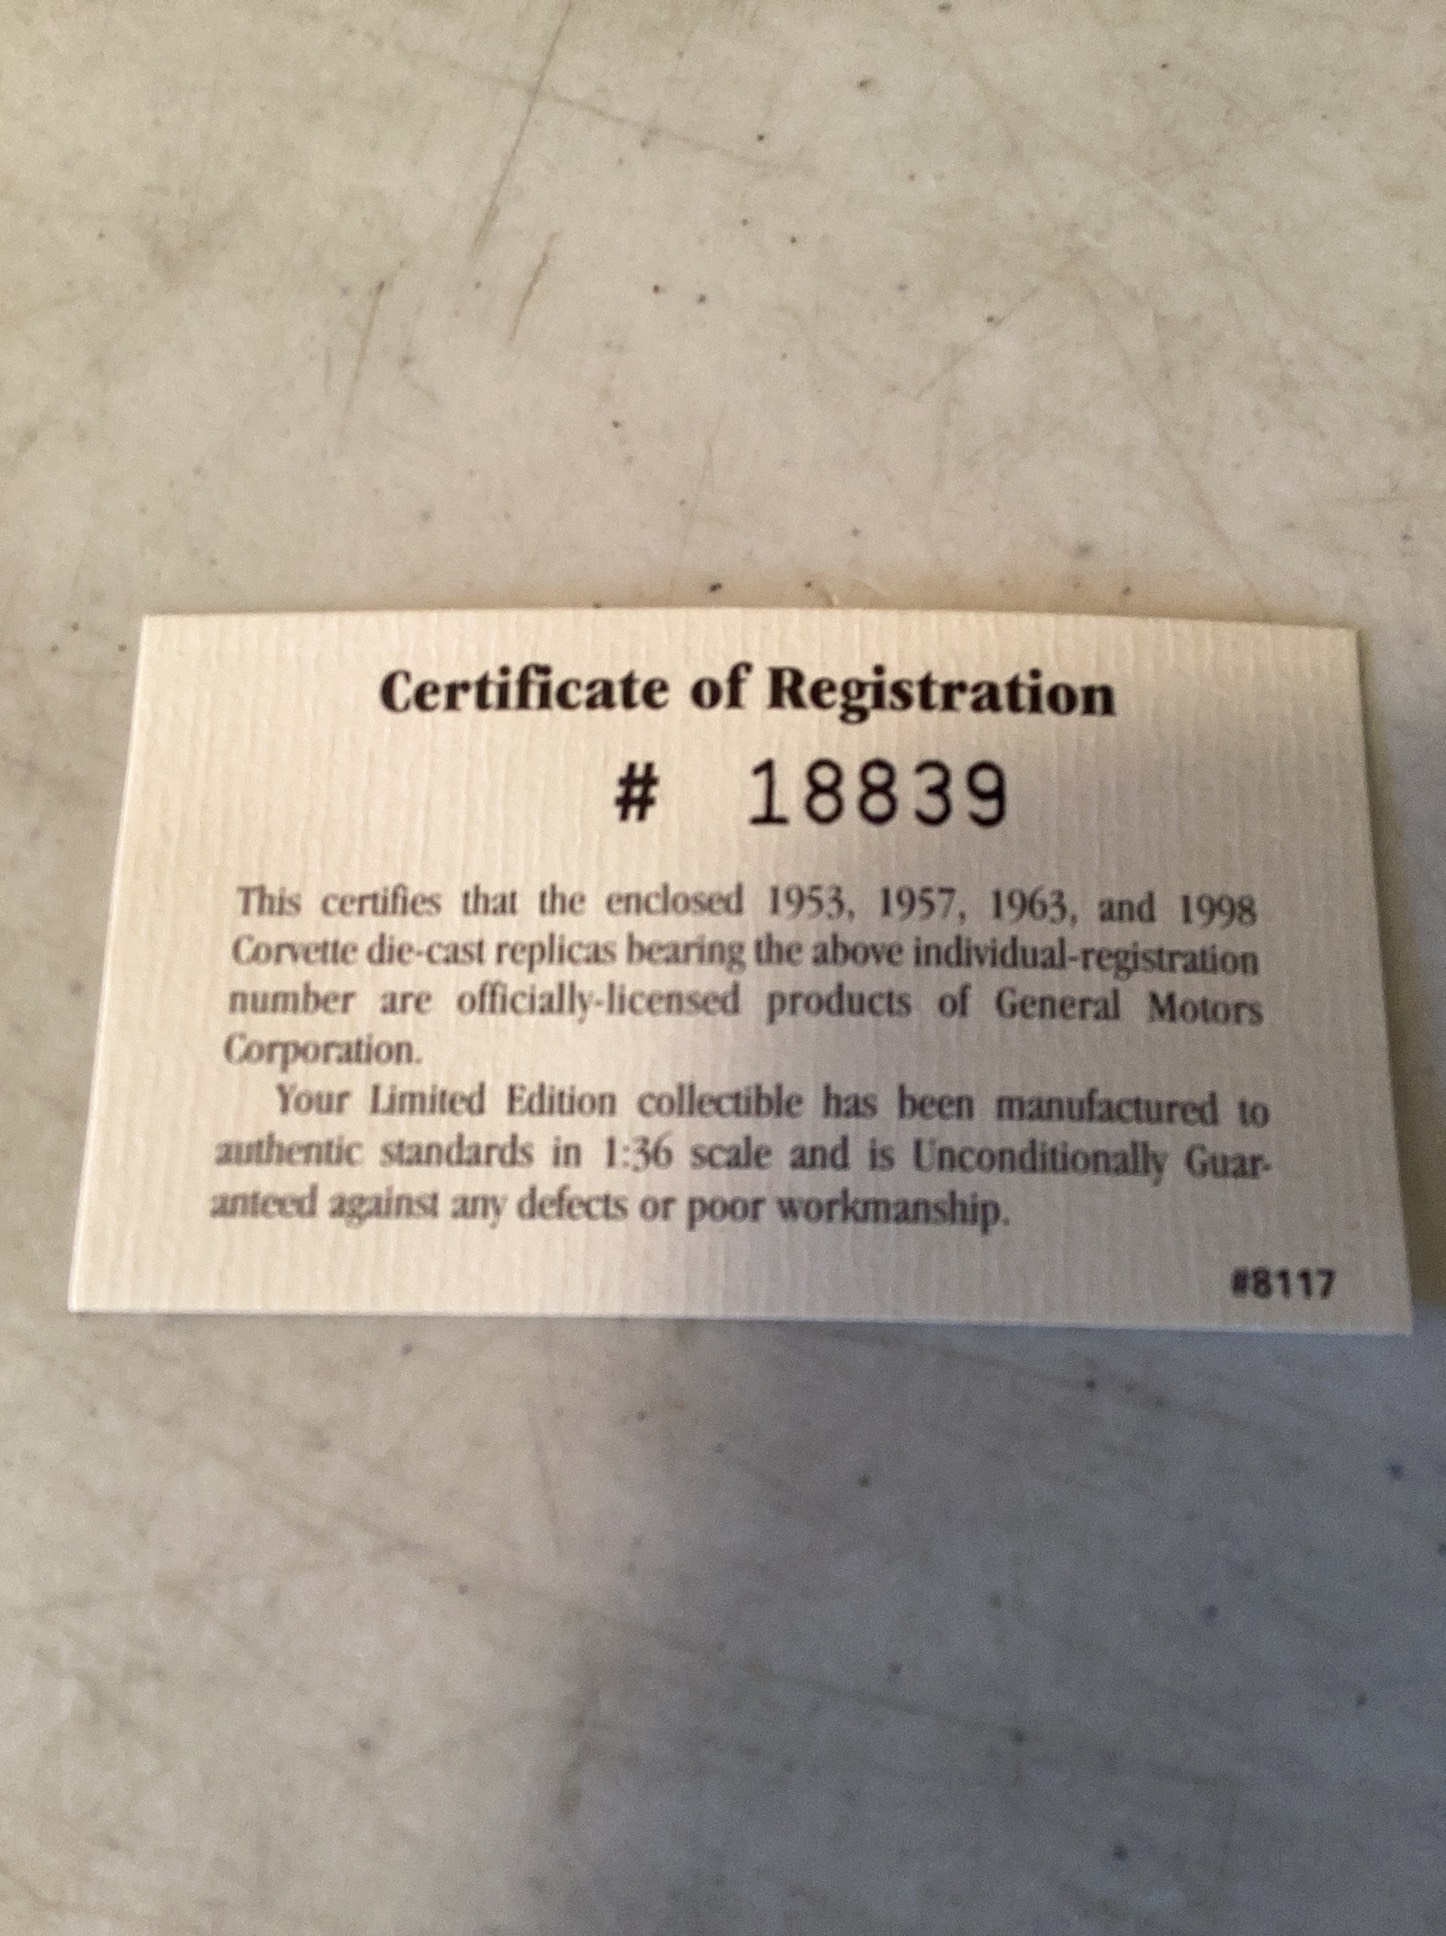 Certificate of Registration
# 18839
This certifies that the enclosed 1953, 1957, 1963, and 1998
Corvette die-cast replicas bearing the above individual-registration
number are officially-licensed products of General Motors
Corporation.
Your Limited Edition collectible has been manufactured to
authentic standards in 1:36 scale and is Unconditionally Guar-
anteed against any defects or poor workmanship.
#8117